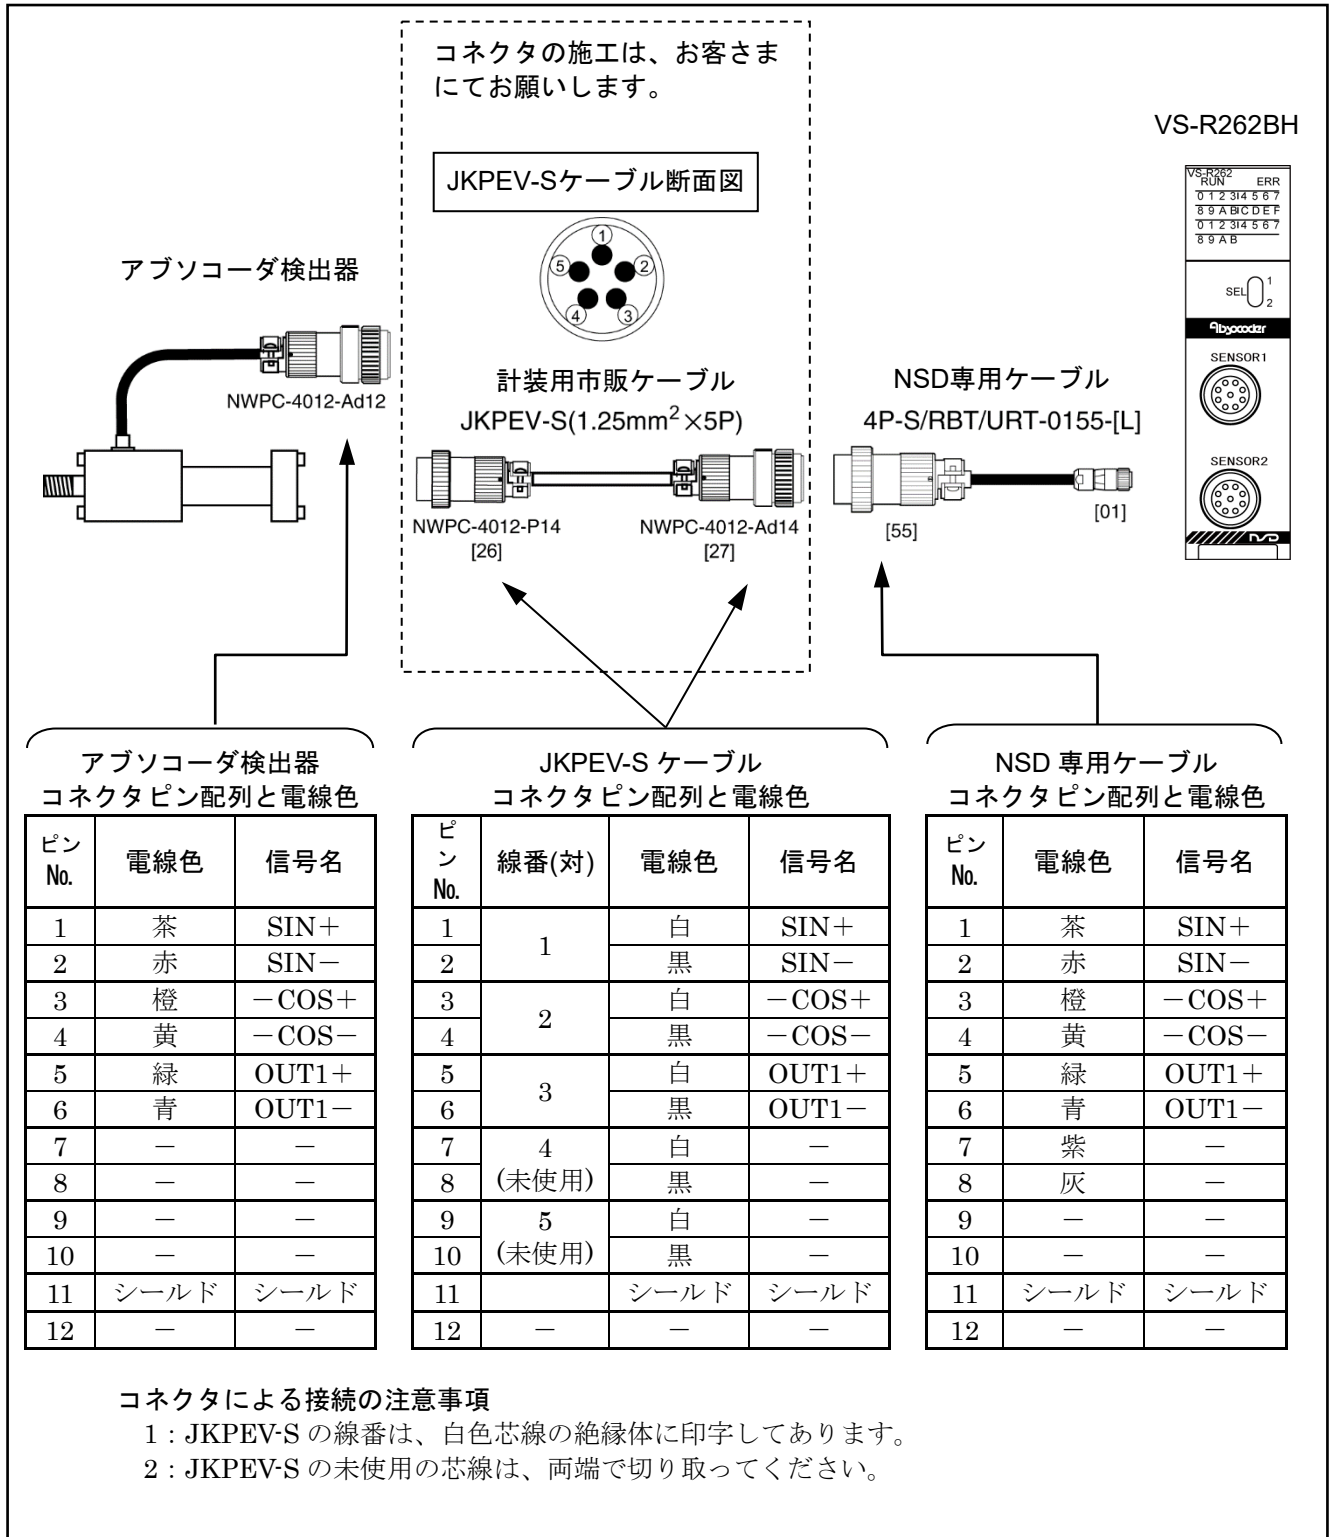 コネクタの施工は、お客さま
にてお願いします。
VS-R262BH
JKPEV-Sケーブル断面図
1
2
3
4
5
VS-R262
RUN ERR
0 1 2 3 4 5 6 7
8 9 A B C D E F
0 1 2 3 4 5 6 7
8 9 A B
SEL 1
2
Absocoder
SENSOR1
SENSOR2
NSD
アブソコーダ検出器
NWPC-4012-Ad12
計装用市販ケーブル
JKPEV-S(1.25mm²×5P)
NWPC-4012-P14
[26]
NWPC-4012-Ad14
[27]
NSD専用ケーブル
4P-S/RBT/URT-0155-[L]
[55]
[01]
アブソコーダ検出器
コネクタピン配列と電線色
ピン No. 電線色 信号名
1 茶 SIN+
2 赤 SIN−
3 橙 −COS+
4 黄 −COS−
5 緑 OUT1+
6 青 OUT1−
7 − −
8 − −
9 − −
10 − −
11 シールド シールド
12 − −
JKPEV-S ケーブル
コネクタピン配列と電線色
ピン No. 線番(対) 電線色 信号名
1 1 白 SIN+
2 黒 SIN−
3 2 白 −COS+
4 黒 −COS−
5 3 白 OUT1+
6 黒 OUT1−
7 4 白 −
8 (未使用) 黒 −
9 5 白 −
10 (未使用) 黒 −
11 シールド シールド
12 − − −
NSD 専用ケーブル
コネクタピン配列と電線色
ピン No. 電線色 信号名
1 茶 SIN+
2 赤 SIN−
3 橙 −COS+
4 黄 −COS−
5 緑 OUT1+
6 青 OUT1−
7 紫 −
8 灰 −
9 − −
10 − −
11 シールド シールド
12 − −
コネクタによる接続の注意事項
1：JKPEV-S の線番は、白色芯線の絶縁体に印字してあります。
2：JKPEV-S の未使用の芯線は、両端で切り取ってください。